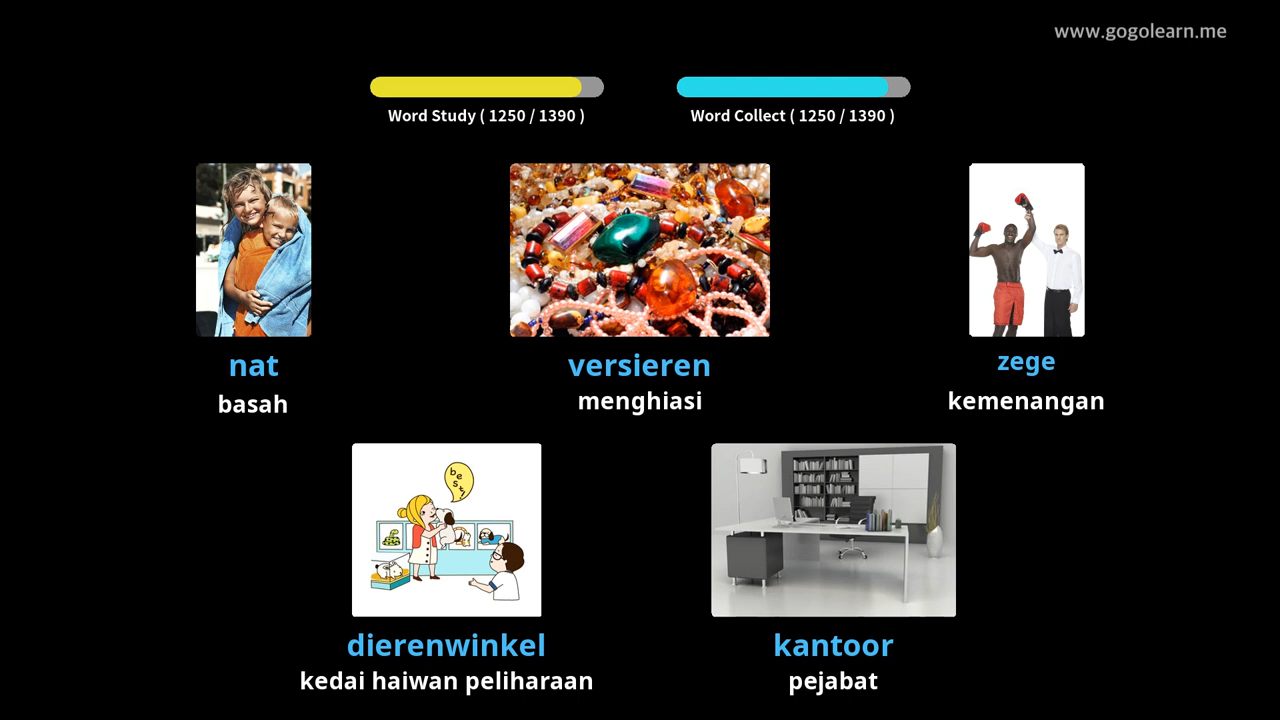 www.gogolearn.me
Word Study ( 1250 / 1390 )
Word Collect ( 1250 / 1390 )
nat
basah
versieren
menghiasi
zege
kemenangan
besty
dierenwinkel
kedai haiwan peliharaan
kantoor
pejabat